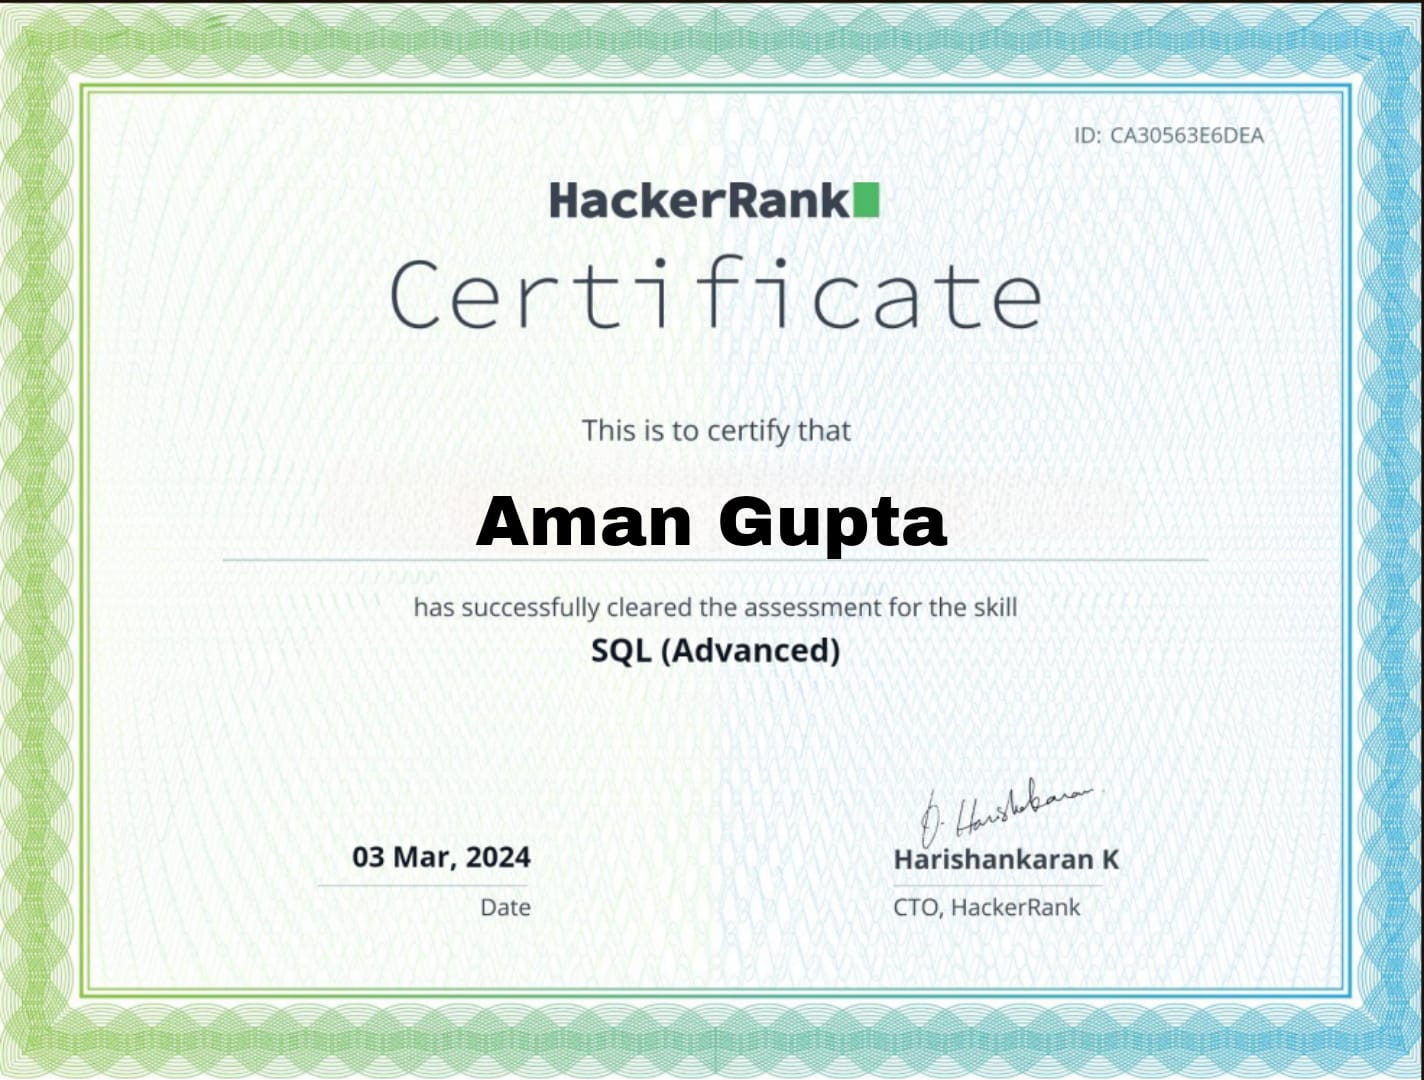 ID: CA30563E6DEA
HackerRank
Certificate
This is to certify that
Aman Gupta
has successfully cleared the assessment for the skill
SQL (Advanced)
03 Mar, 2024
Date
D. Harishankaran
Harishankaran K
CTO, HackerRank